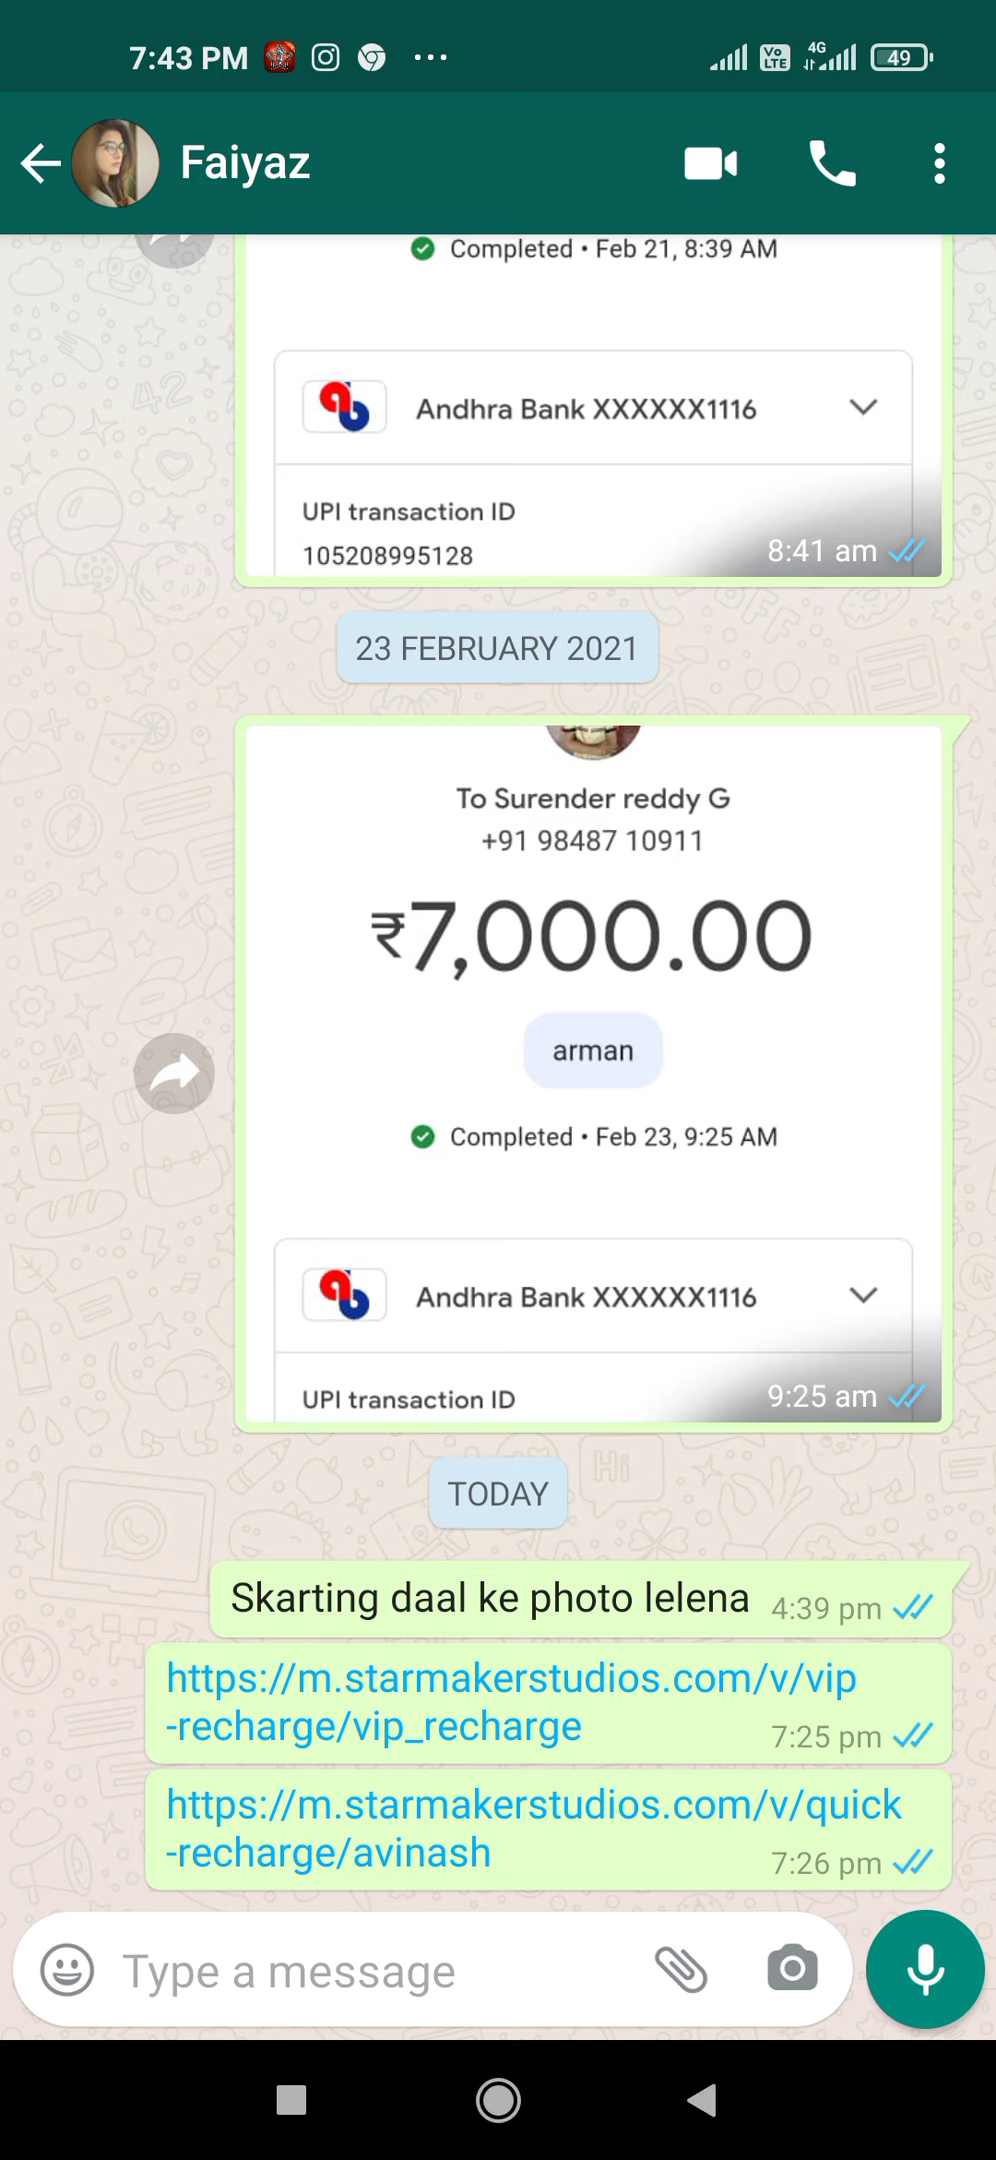 7:43 PM
Vo LTE 4G 49
Faiyaz
Completed • Feb 21, 8:39 AM
Andhra Bank XXXXXX1116
UPI transaction ID
105208995128
8:41 am
23 FEBRUARY 2021
To Surender reddy G
+91 98487 10911
₹7,000.00
arman
Completed • Feb 23, 9:25 AM
Andhra Bank XXXXXX1116
UPI transaction ID
9:25 am
TODAY
Skarting daal ke photo lelena 4:39 pm
https://m.starmakerstudios.com/v/vip
-recharge/vip_recharge 7:25 pm
https://m.starmakerstudios.com/v/quick
-recharge/avinash 7:26 pm
Type a message